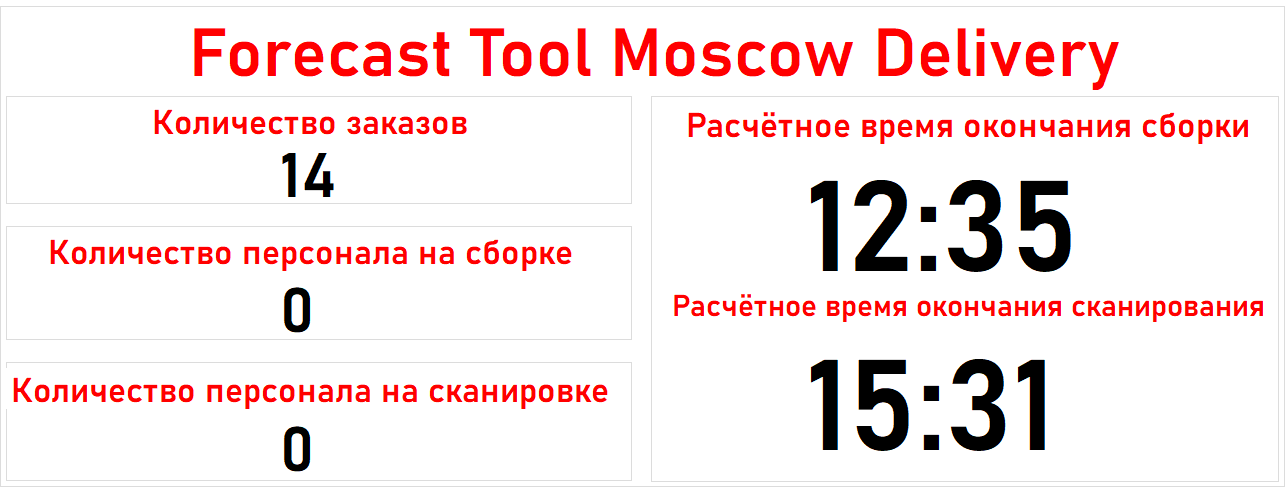 Forecast Tool Moscow Delivery
Количество заказов
14
Количество персонала на сборке
0
Количество персонала на сканировке
0
Расчётное время окончания сборки
12:35
Расчётное время окончания сканирования
15:31